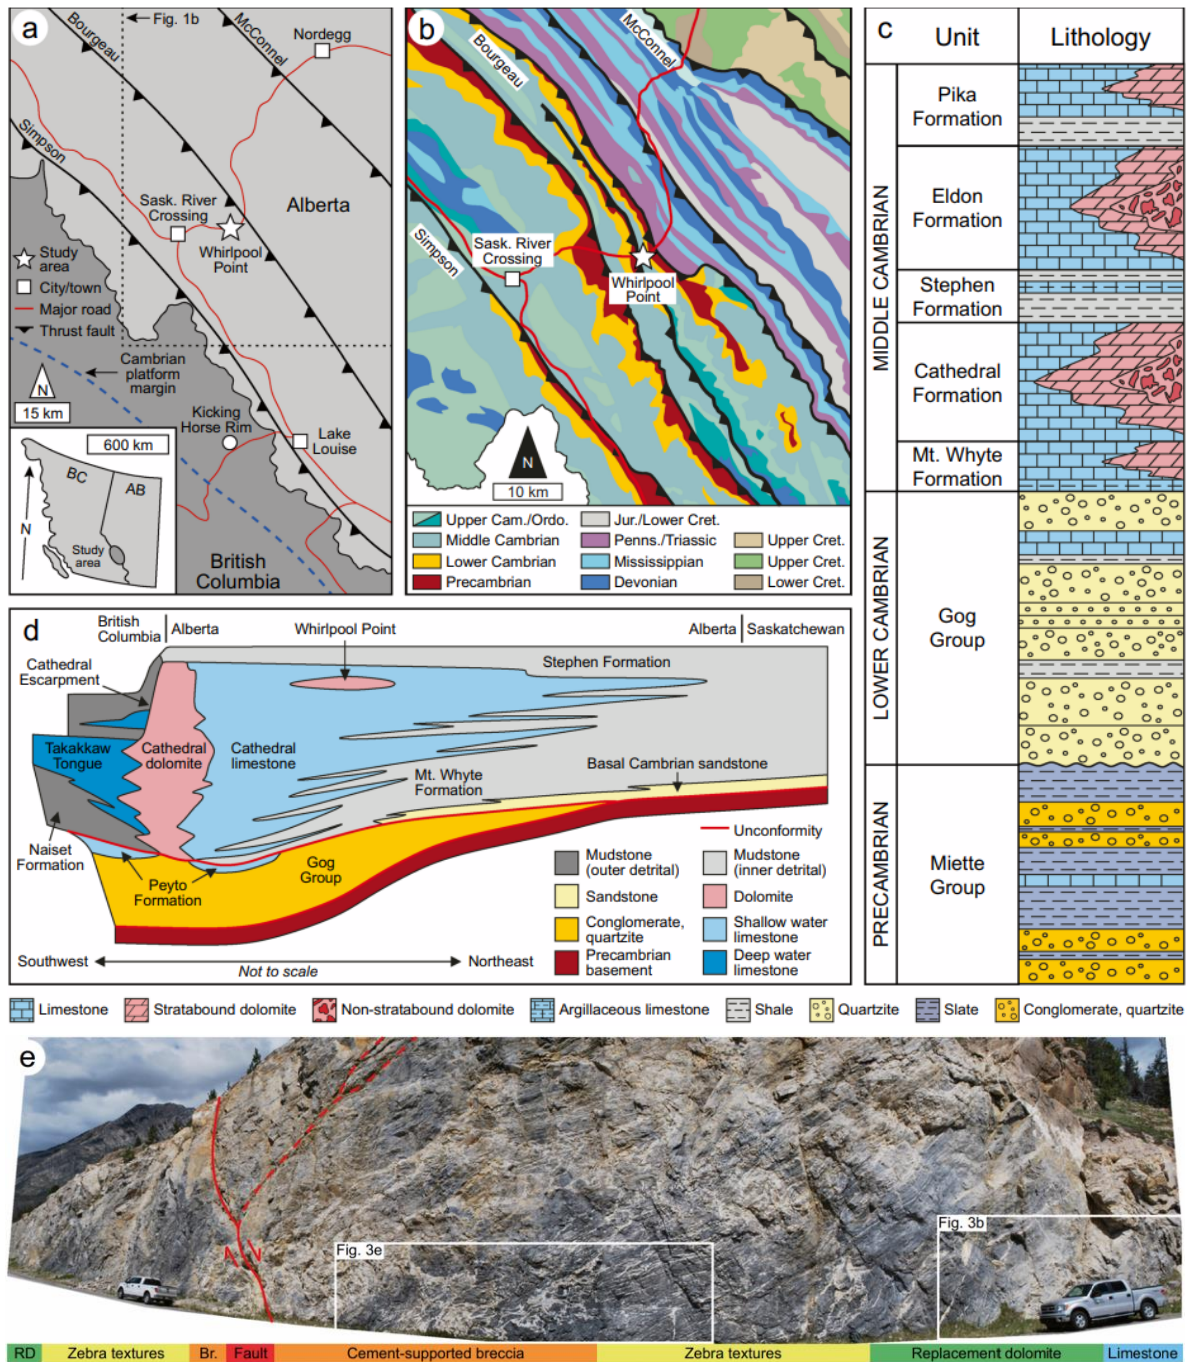 a
Fig. 1b
Bourgeau
McConnel
Nordegg
Simpson
Sask. River
Crossing
Alberta
Whirlpool
Point
Study
area
City/town
Major road
Thrust fault
Cambrian
platform
margin
N
15 km
Kicking
Horse Rim
Lake
Louise
600 km
BC
AB
N
Study
area
British
Columbia
b
Bourgeau
McConnel
Simpson
Sask. River
Crossing
Whirlpool
Point
N
10 km
Upper Cam./Ordo.
Middle Cambrian
Lower Cambrian
Precambrian
Jur./Lower Cret.
Penns./Triassic
Mississippian
Devonian
Upper Cret.
Upper Cret.
Lower Cret.
c
Unit
Lithology
MIDDLE CAMBRIAN
Pika
Formation
Eldon
Formation
Stephen
Formation
Cathedral
Formation
Mt. Whyte
Formation
LOWER CAMBRIAN
Gog
Group
PRECAMBRIAN
Miette
Group
d
British
Columbia
Alberta
Whirlpool Point
Alberta
Saskatchewan
Cathedral
Escarpment
Stephen Formation
Takakkaw
Tongue
Cathedral
dolomite
Cathedral
limestone
Mt. Whyte
Formation
Basal Cambrian sandstone
Naiset
Formation
Peyto
Formation
Gog
Group
Unconformity
Mudstone
(outer detrital)
Mudstone
(inner detrital)
Sandstone
Dolomite
Conglomerate,
quartzite
Shallow water
limestone
Precambrian
basement
Deep water
limestone
Southwest
Not to scale
Northeast
Limestone
Stratabound dolomite
Non-stratabound dolomite
Argillaceous limestone
Shale
Quartzite
Slate
Conglomerate, quartzite
e
Fig. 3e
Fig. 3b
RD
Zebra textures
Br.
Fault
Cement-supported breccia
Zebra textures
Replacement dolomite
Limestone